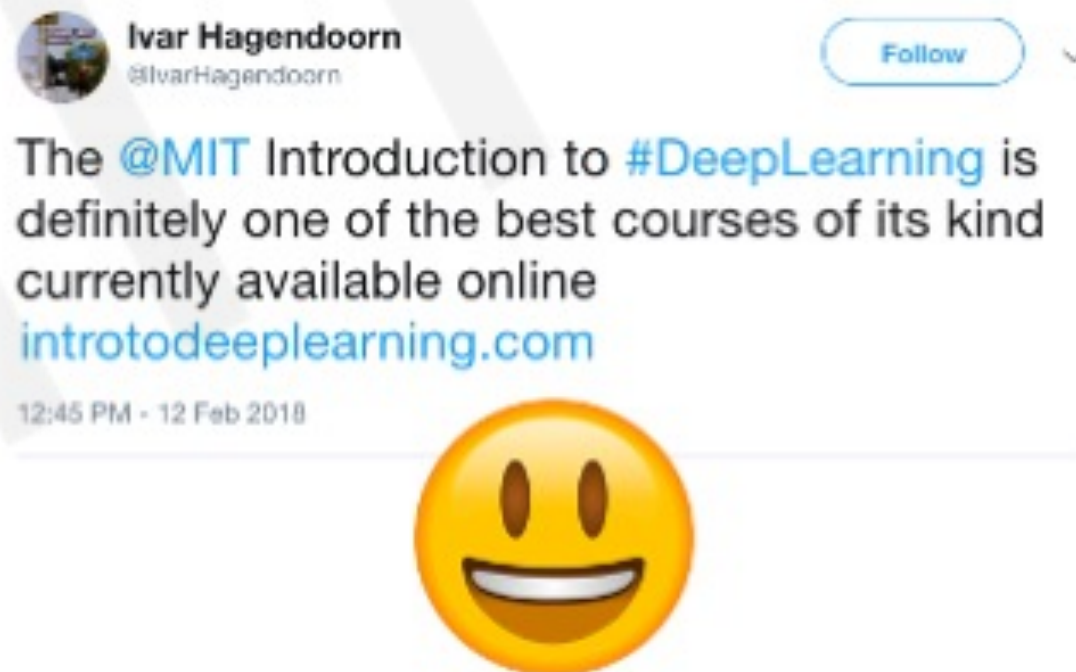 Ivar Hagendoorn
@IvarHagendoorn
Follow
The @MIT Introduction to #DeepLearning is
definitely one of the best courses of its kind
currently available online
introtodeeplearning.com
12:45 PM - 12 Feb 2018